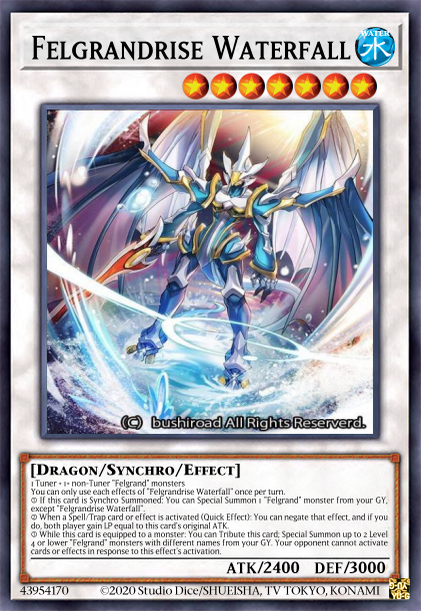 Felgrandrise Waterfall
WATER
水
(C) bushiroad All Rights Reserverd.
[Dragon/Synchro/Effect]
1 Tuner + 1+ non-Tuner "Felgrand" monsters
You can only use each effects of "Felgrandrise Waterfall" once per turn.
① If this card is Synchro Summoned: You can Special Summon 1 "Felgrand" monster from your GY, except "Felgrandrise Waterfall".
② When a Spell/Trap card or effect is activated (Quick Effect): You can negate that effect, and if you do, both player gain LP equal to this card's original ATK.
③ While this card is equipped to a monster: You can Tribute this card; Special Summon up to 2 Level 4 or lower "Felgrand" monsters with different names from your GY. Your opponent cannot activate cards or effects in response to this effect's activation.
ATK/2400 DEF/3000
43954170 ©2020 Studio Dice/SHUEISHA, TV TOKYO, KONAMI